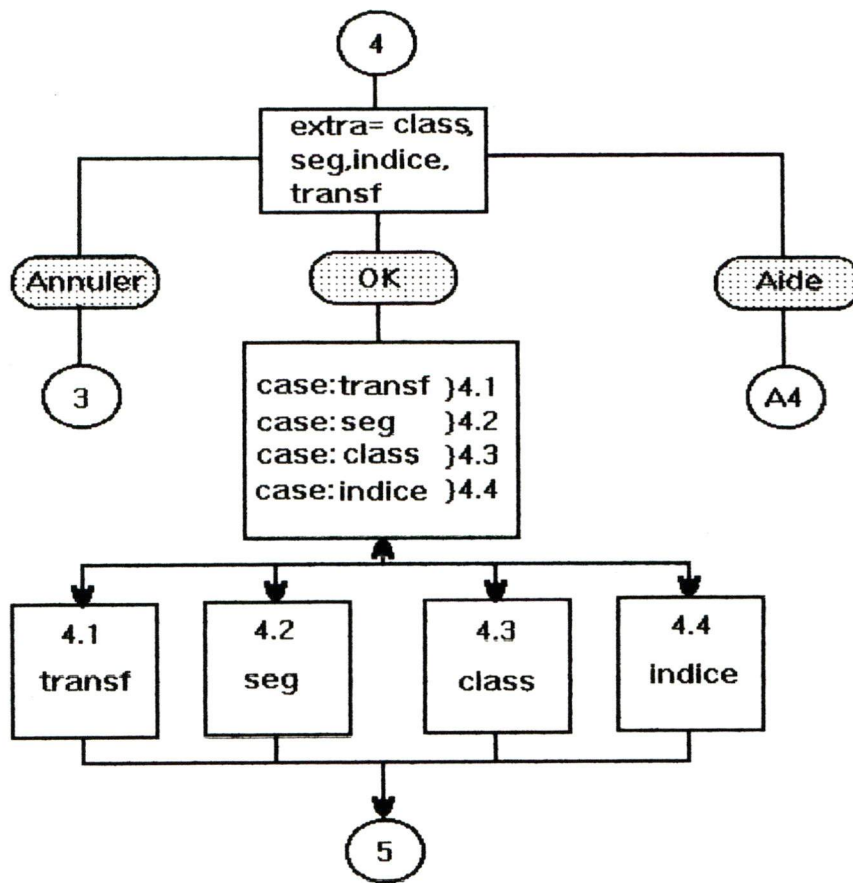 4
extra= class,
seg,indice,
transf
Annuler
OK
Aide
3
case:transf }4.1
case:seg }4.2
case:class }4.3
case:indice }4.4
A4
4.1
transf
4.2
seg
4.3
class
4.4
indice
5